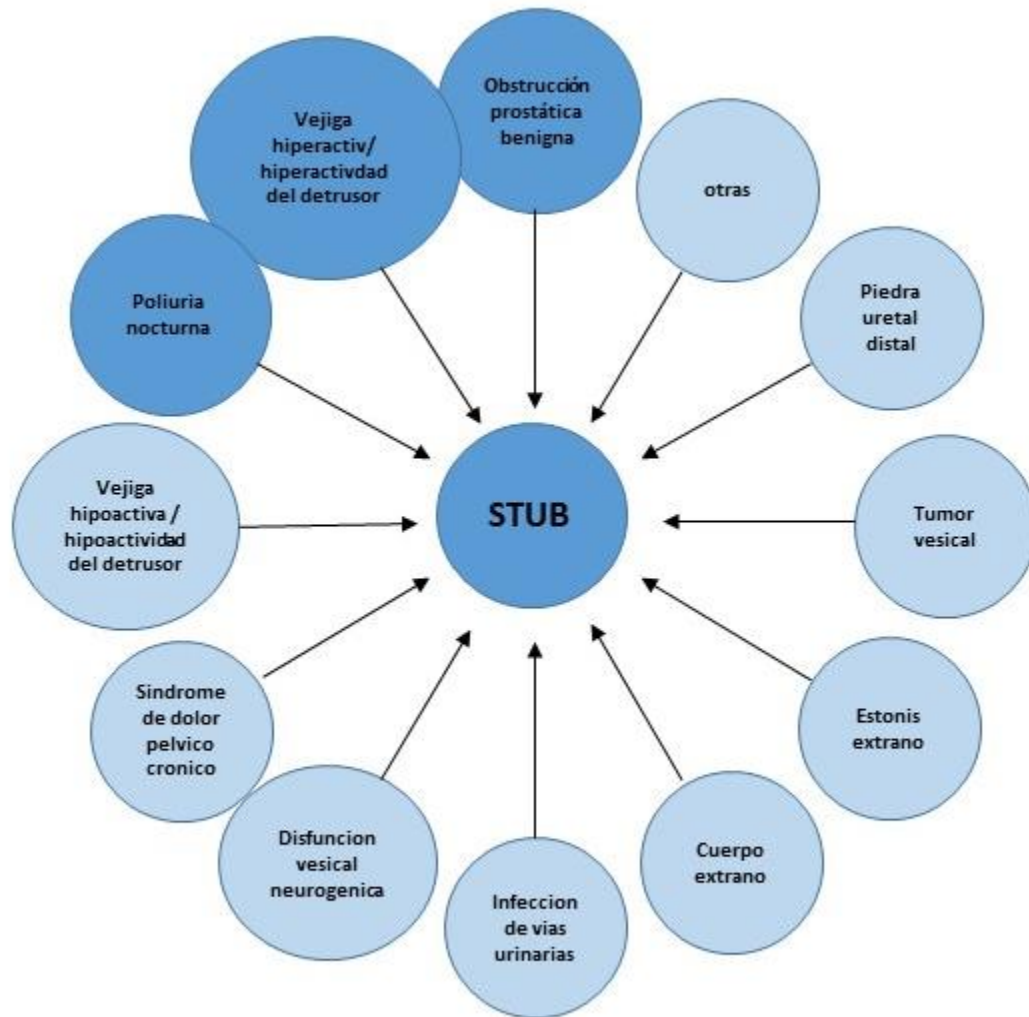 Obstrucción
prostática
benigna
Vejiga
hiperactiv/
hiperactivdad
del detrusor
otras
Poliuria
nocturna
Piedra
uretal
distal
Vejiga
hipoactiva /
hipoactividad
del detrusor
STUB
Tumor
vesical
Sindrome
de dolor
pelvico
cronico
Estonis
extrano
Disfuncion
vesical
neurogenica
Cuerpo
extrano
Infeccion
de vias
urinarias